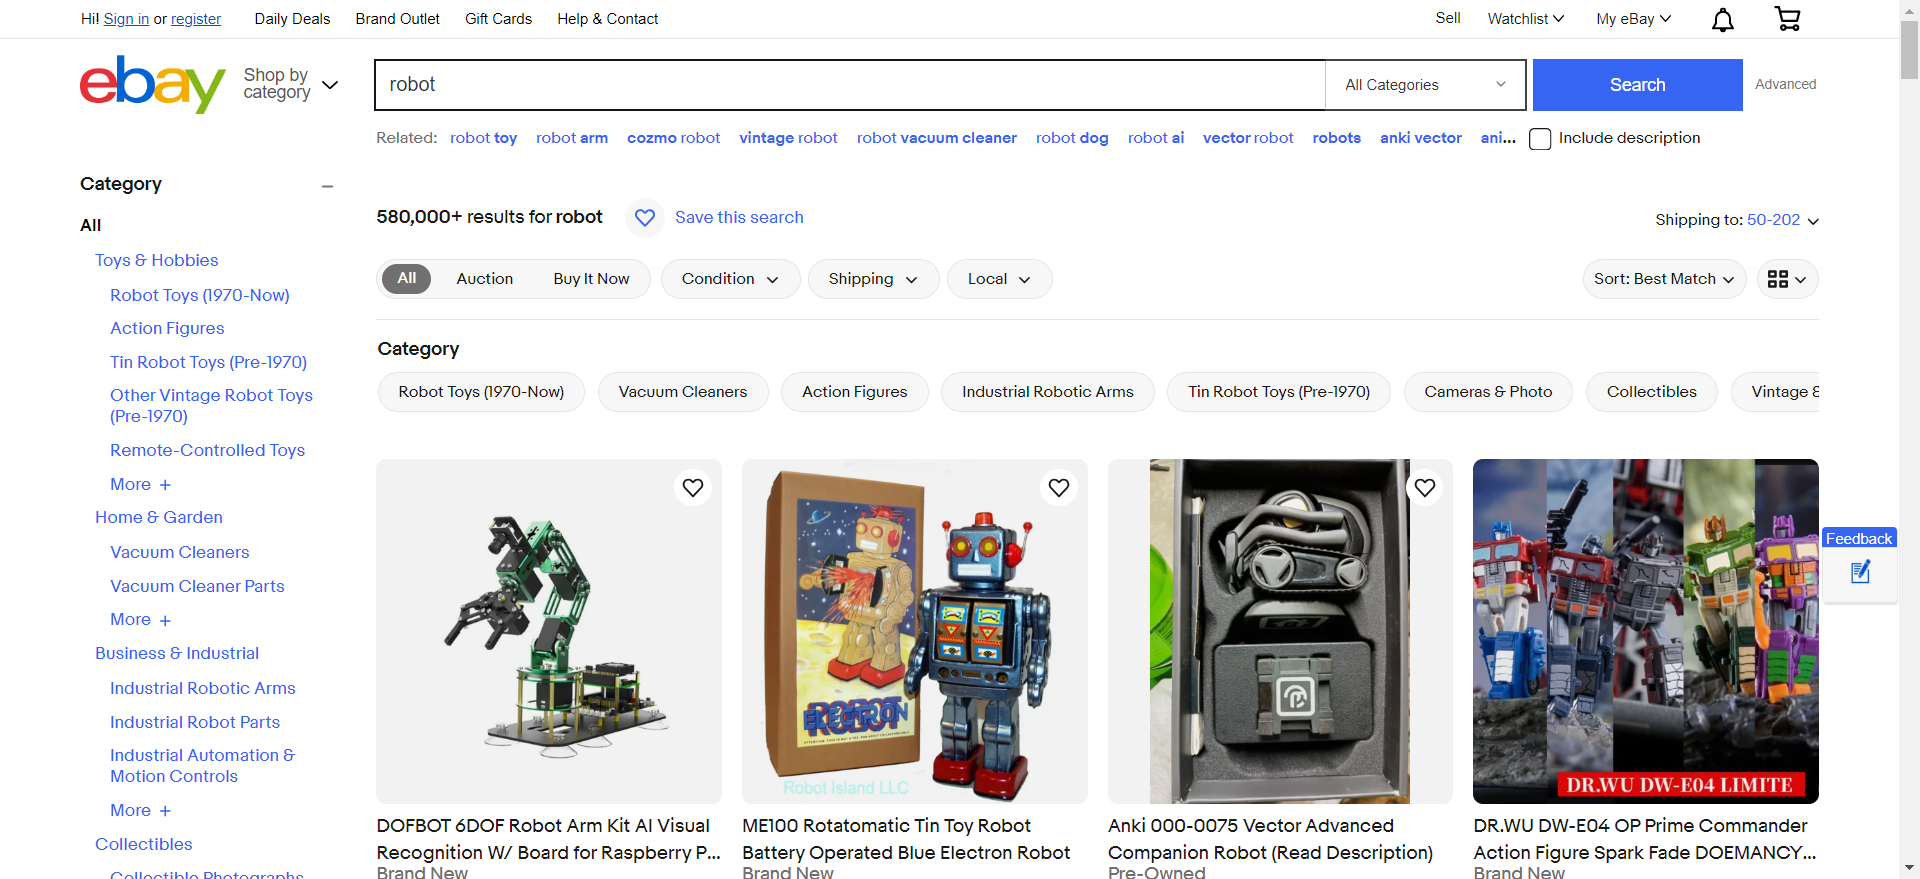 Hi! Sign in or register
Daily Deals
Brand Outlet
Gift Cards
Help & Contact
Sell
Watchlist
My eBay
ebay
Shop by
category
robot
All Categories
Search
Advanced
Related: robot toy robot arm cozmo robot vintage robot robot vacuum cleaner robot dog robot ai vector robot robots anki vector ani...
Include description
Category
All
Toys & Hobbies
Robot Toys (1970-Now)
Action Figures
Tin Robot Toys (Pre-1970)
Other Vintage Robot Toys
(Pre-1970)
Remote-Controlled Toys
More +
Home & Garden
Vacuum Cleaners
Vacuum Cleaner Parts
More +
Business & Industrial
Industrial Robotic Arms
Industrial Robot Parts
Industrial Automation &
Motion Controls
More +
Collectibles
Collectible Photographs
580,000+ results for robot
Save this search
Shipping to: 50-202
All
Auction
Buy It Now
Condition
Shipping
Local
Sort: Best Match
Category
Robot Toys (1970-Now)
Vacuum Cleaners
Action Figures
Industrial Robotic Arms
Tin Robot Toys (Pre-1970)
Cameras & Photo
Collectibles
Vintage &
ROBOT
ELECTRON
Robot Island LLC
DR.WU DW-E04 LIMITE
DOFBOT 6DOF Robot Arm Kit AI Visual
Recognition W/ Board for Raspberry P...
Brand New
ME100 Rotatomatic Tin Toy Robot
Battery Operated Blue Electron Robot
Brand New
Anki 000-0075 Vector Advanced
Companion Robot (Read Description)
Pre-Owned
DR.WU DW-E04 OP Prime Commander
Action Figure Spark Fade DOEMANCY...
Brand New
Feedback